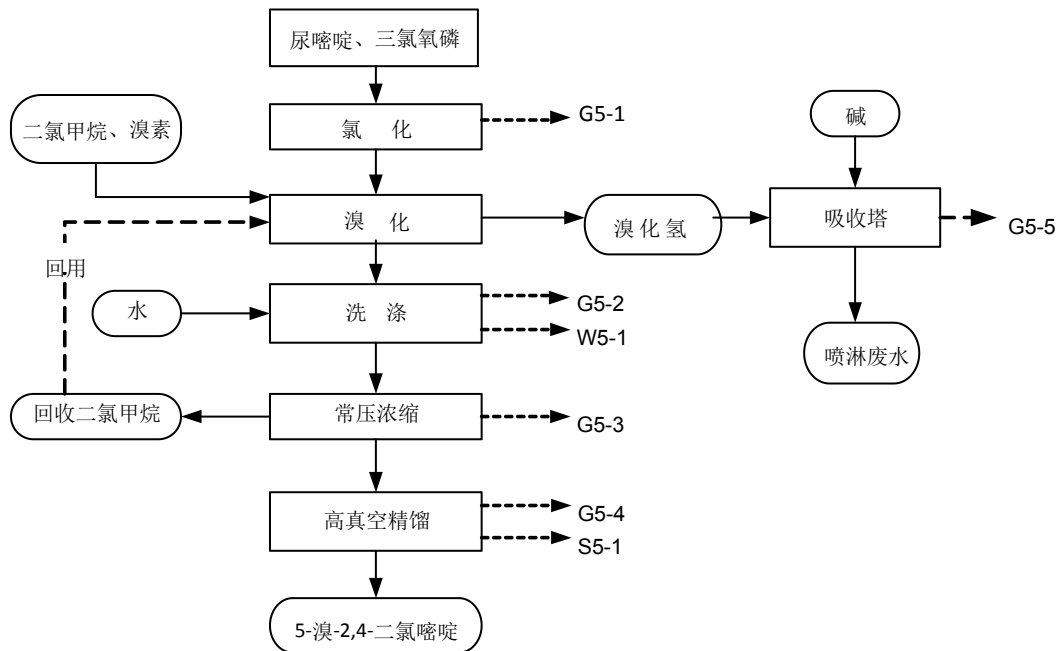 尿嘧啶、三氯氧磷
氯 化
G5-1
二氯甲烷、溴素
碱
溴 化
溴化氢
吸收塔
G5-5
回用
水
洗 涤
G5-2
W5-1
喷淋废水
回收二氯甲烷
常压浓缩
G5-3
高真空精馏
G5-4
S5-1
5-溴-2,4-二氯嘧啶